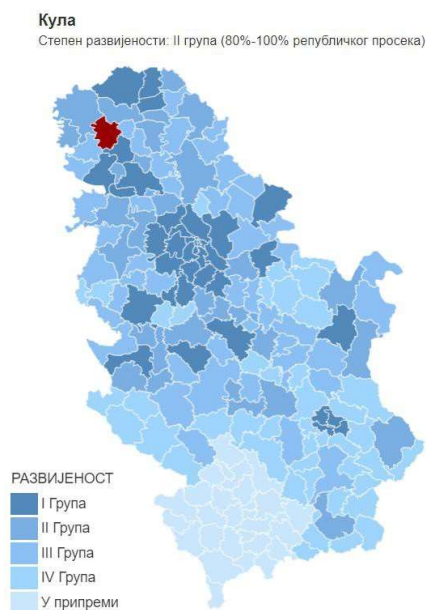 Кула
Степен развијености: II група (80%-100% републичког просека)
РАЗВИЈЕНОСТ
I Група
II Група
III Група
IV Група
У припреми